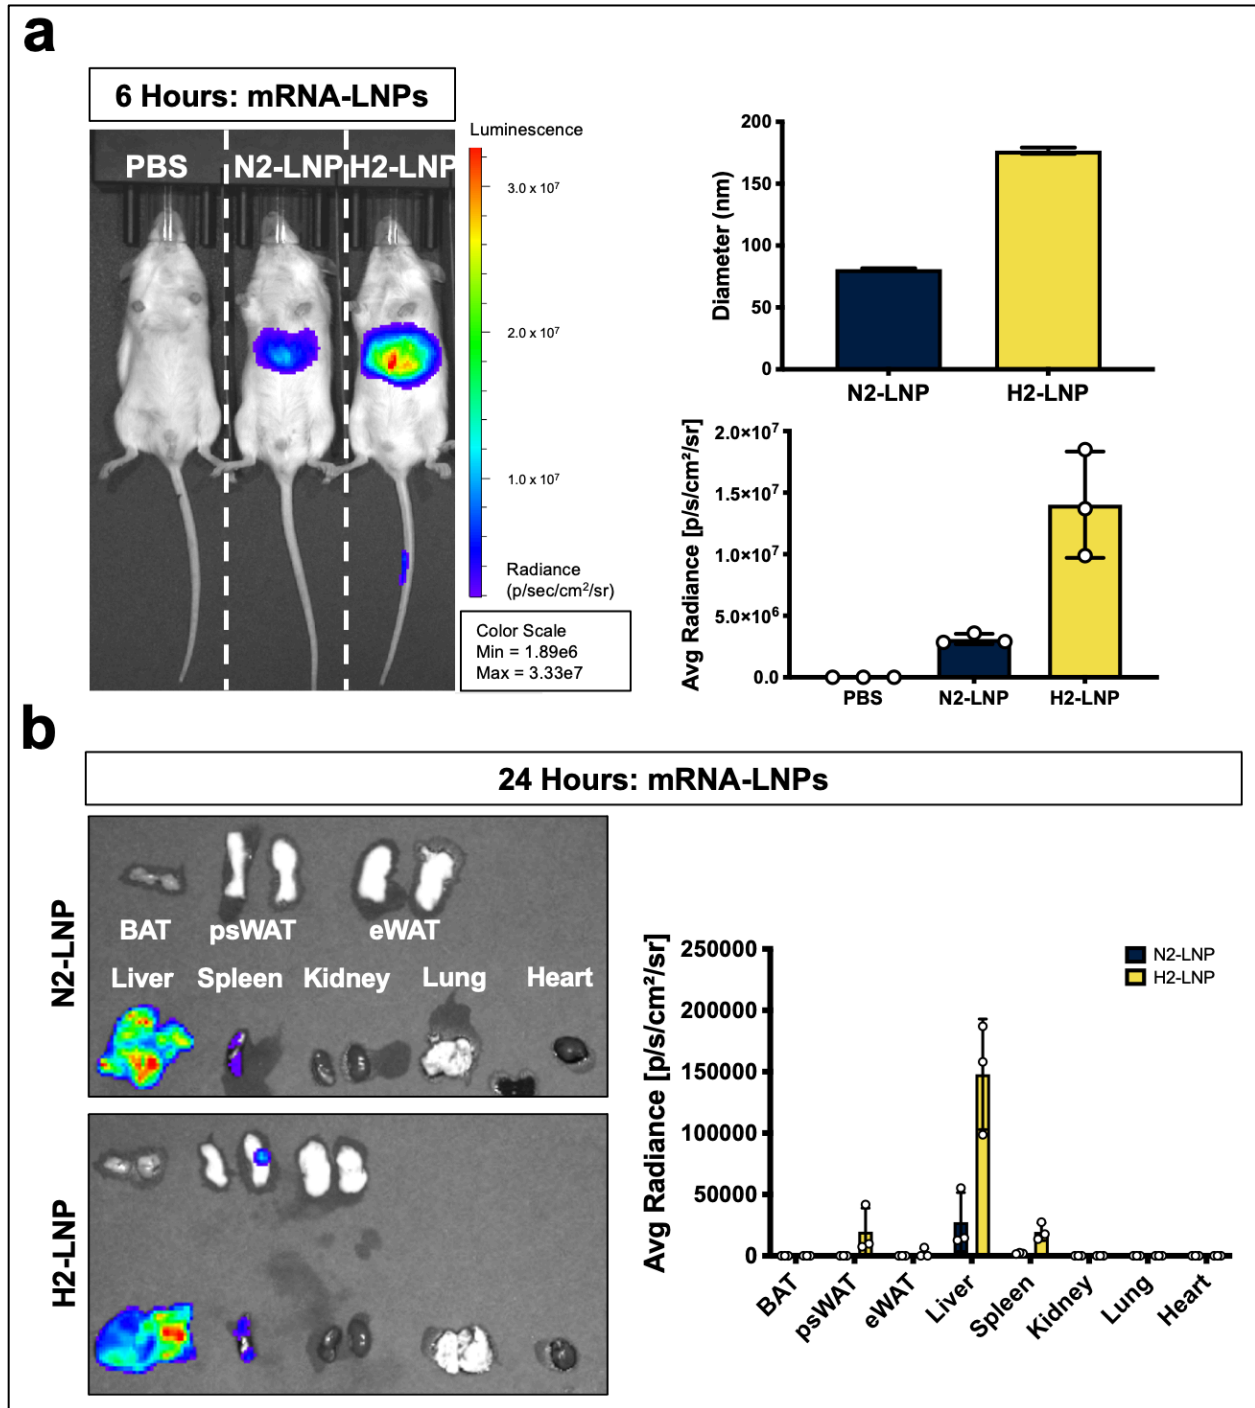 a
6 Hours: mRNA-LNPs
PBS N2-LNP H2-LNP
Luminescence
3.0 x 10⁷
2.0 x 10⁷
1.0 x 10⁷
Radiance
(p/sec/cm²/sr)
Color Scale
Min = 1.89e6
Max = 3.33e7
Diameter (nm)
200
150
100
50
0
N2-LNP H2-LNP
Avg Radiance [p/s/cm²/sr]
2.0×10⁷
1.5×10⁷
1.0×10⁷
5.0×10⁶
0.0
PBS N2-LNP H2-LNP
b
24 Hours: mRNA-LNPs
N2-LNP
BAT psWAT eWAT
Liver Spleen Kidney Lung Heart
H2-LNP
Avg Radiance [p/s/cm²/sr]
250000
200000
150000
100000
50000
0
BAT psWAT eWAT Liver Spleen Kidney Lung Heart
N2-LNP
H2-LNP